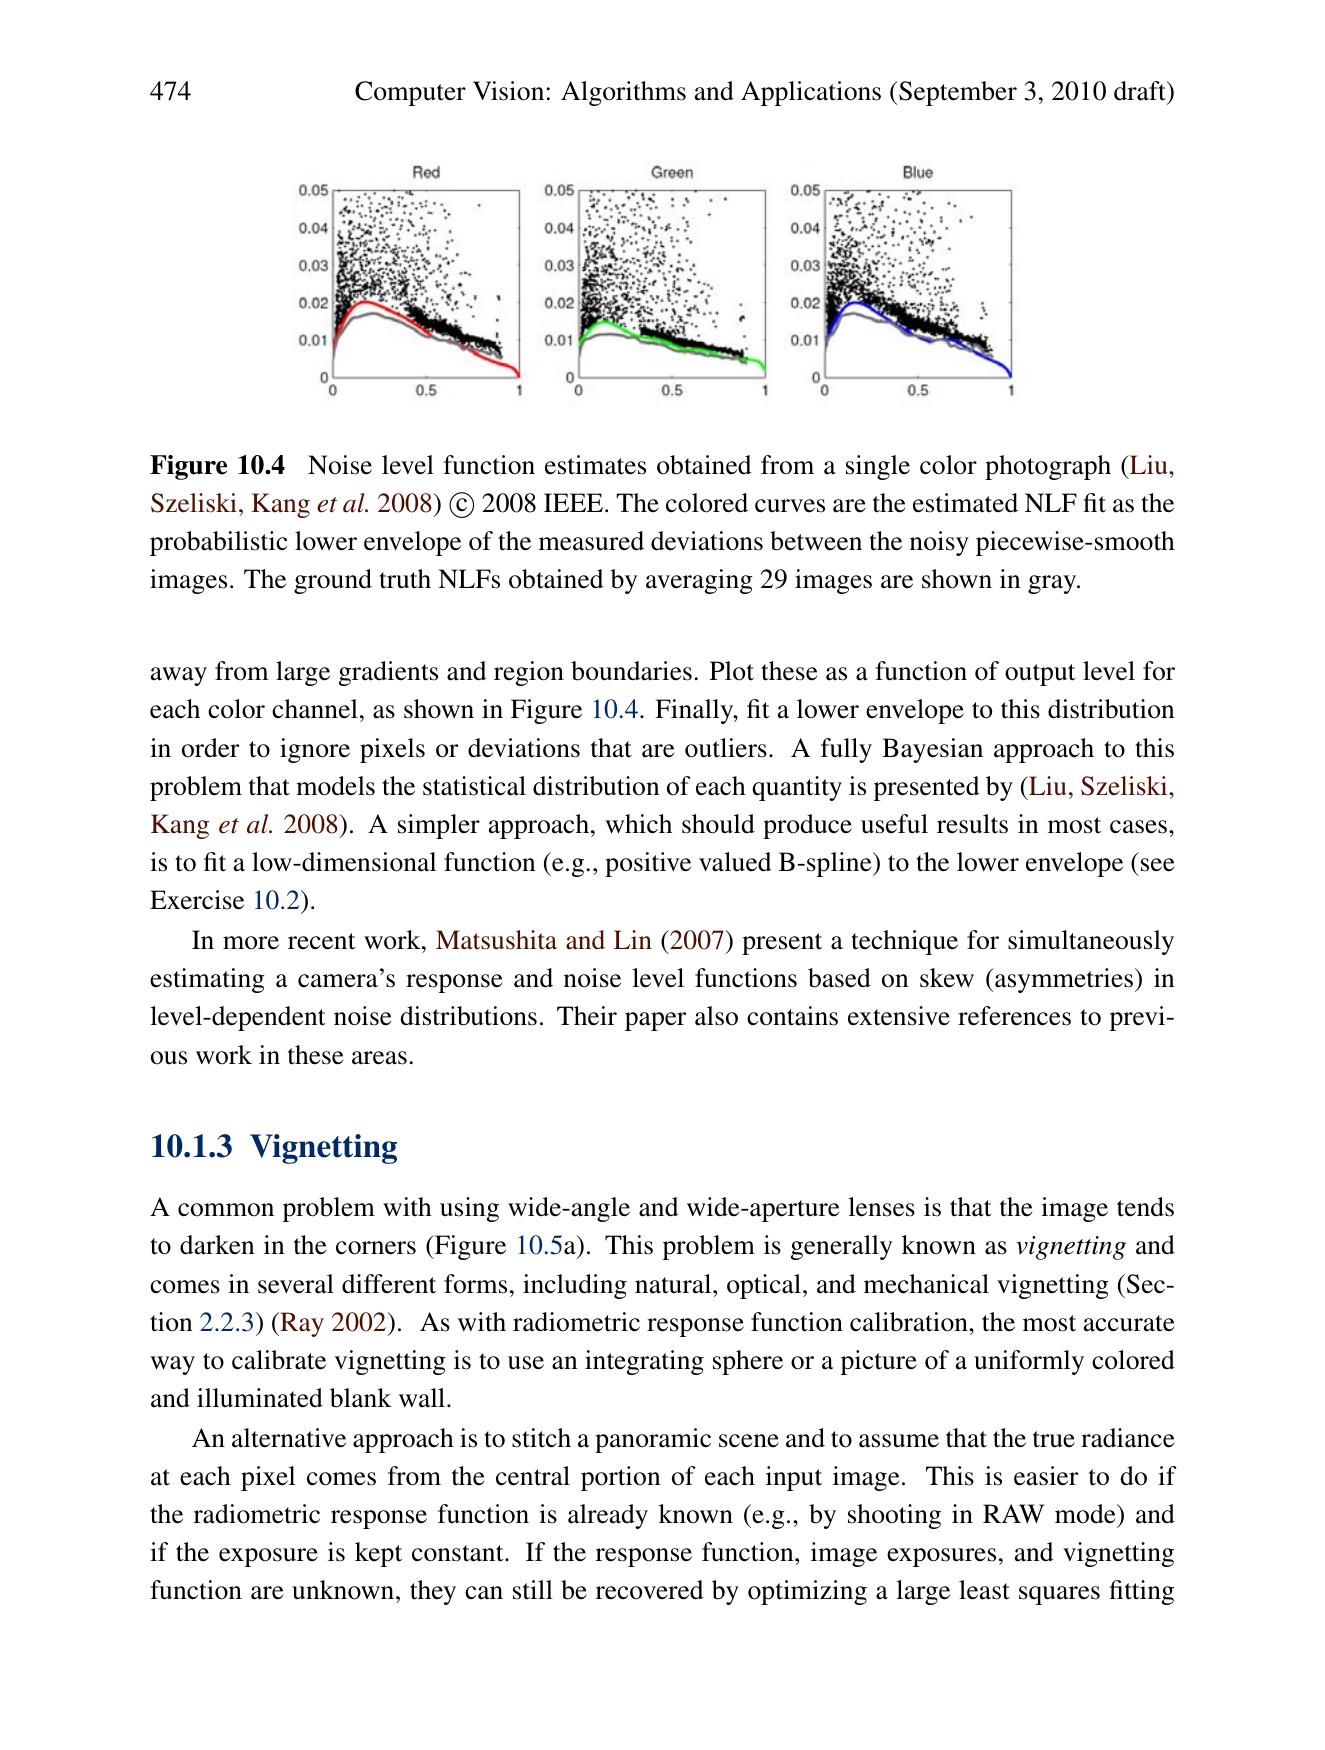 474 Computer Vision: Algorithms and Applications (September 3, 2010 draft)
Red Green Blue
0.05 0.05 0.05
0.04 0.04 0.04
0.03 0.03 0.03
0.02 0.02 0.02
0.01 0.01 0.01
0 0 0
0 0.5 1 0 0.5 1 0 0.5 1
Figure 10.4 Noise level function estimates obtained from a single color photograph (Liu,
Szeliski, Kang et al. 2008) © 2008 IEEE. The colored curves are the estimated NLF fit as the
probabilistic lower envelope of the measured deviations between the noisy piecewise-smooth
images. The ground truth NLFs obtained by averaging 29 images are shown in gray.
away from large gradients and region boundaries. Plot these as a function of output level for
each color channel, as shown in Figure 10.4. Finally, fit a lower envelope to this distribution
in order to ignore pixels or deviations that are outliers. A fully Bayesian approach to this
problem that models the statistical distribution of each quantity is presented by (Liu, Szeliski,
Kang et al. 2008). A simpler approach, which should produce useful results in most cases,
is to fit a low-dimensional function (e.g., positive valued B-spline) to the lower envelope (see
Exercise 10.2).
In more recent work, Matsushita and Lin (2007) present a technique for simultaneously
estimating a camera's response and noise level functions based on skew (asymmetries) in
level-dependent noise distributions. Their paper also contains extensive references to previ-
ous work in these areas.
10.1.3 Vignetting
A common problem with using wide-angle and wide-aperture lenses is that the image tends
to darken in the corners (Figure 10.5a). This problem is generally known as vignetting and
comes in several different forms, including natural, optical, and mechanical vignetting (Sec-
tion 2.2.3) (Ray 2002). As with radiometric response function calibration, the most accurate
way to calibrate vignetting is to use an integrating sphere or a picture of a uniformly colored
and illuminated blank wall.
An alternative approach is to stitch a panoramic scene and to assume that the true radiance
at each pixel comes from the central portion of each input image. This is easier to do if
the radiometric response function is already known (e.g., by shooting in RAW mode) and
if the exposure is kept constant. If the response function, image exposures, and vignetting
function are unknown, they can still be recovered by optimizing a large least squares fitting